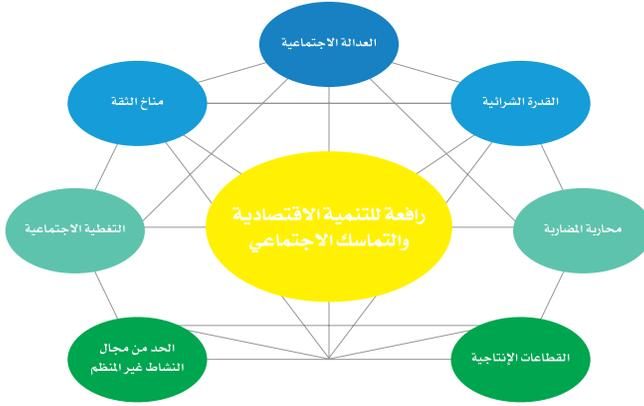 العدالة الاجتماعية
القدرة الشرائية
مناخ الثقة
رافعة للتنمية الاقتصادية
والتماسك الاجتماعي
محاربة المضاربة
التغطية الاجتماعية
القطاعات الإنتاجية
الحد من مجال
النشاط غير المنظم